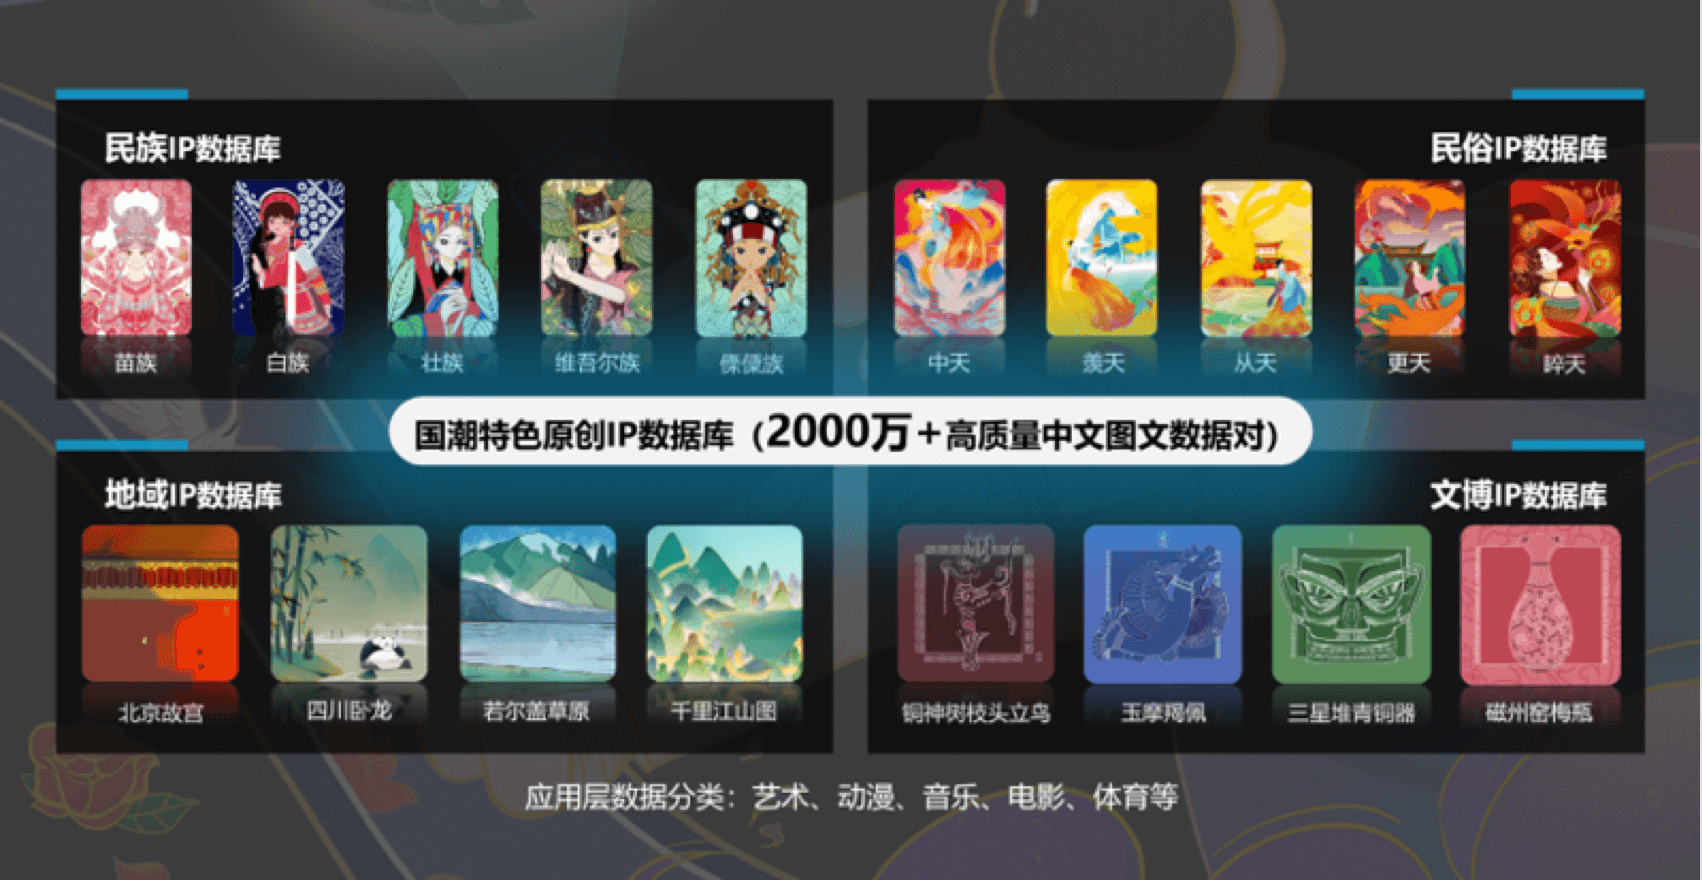 民族IP数据库
苗族
白族
壮族
维吾尔族
傈僳族
民俗IP数据库
中天
羡天
从天
更天
睟天
国潮特色原创IP数据库（2000万+高质量中文图文数据对）
地域IP数据库
北京故宫
四川卧龙
若尔盖草原
千里江山图
文博IP数据库
铜神树枝头立鸟
玉摩羯佩
三星堆青铜器
磁州窑梅瓶
应用层数据分类：艺术、动漫、音乐、电影、体育等